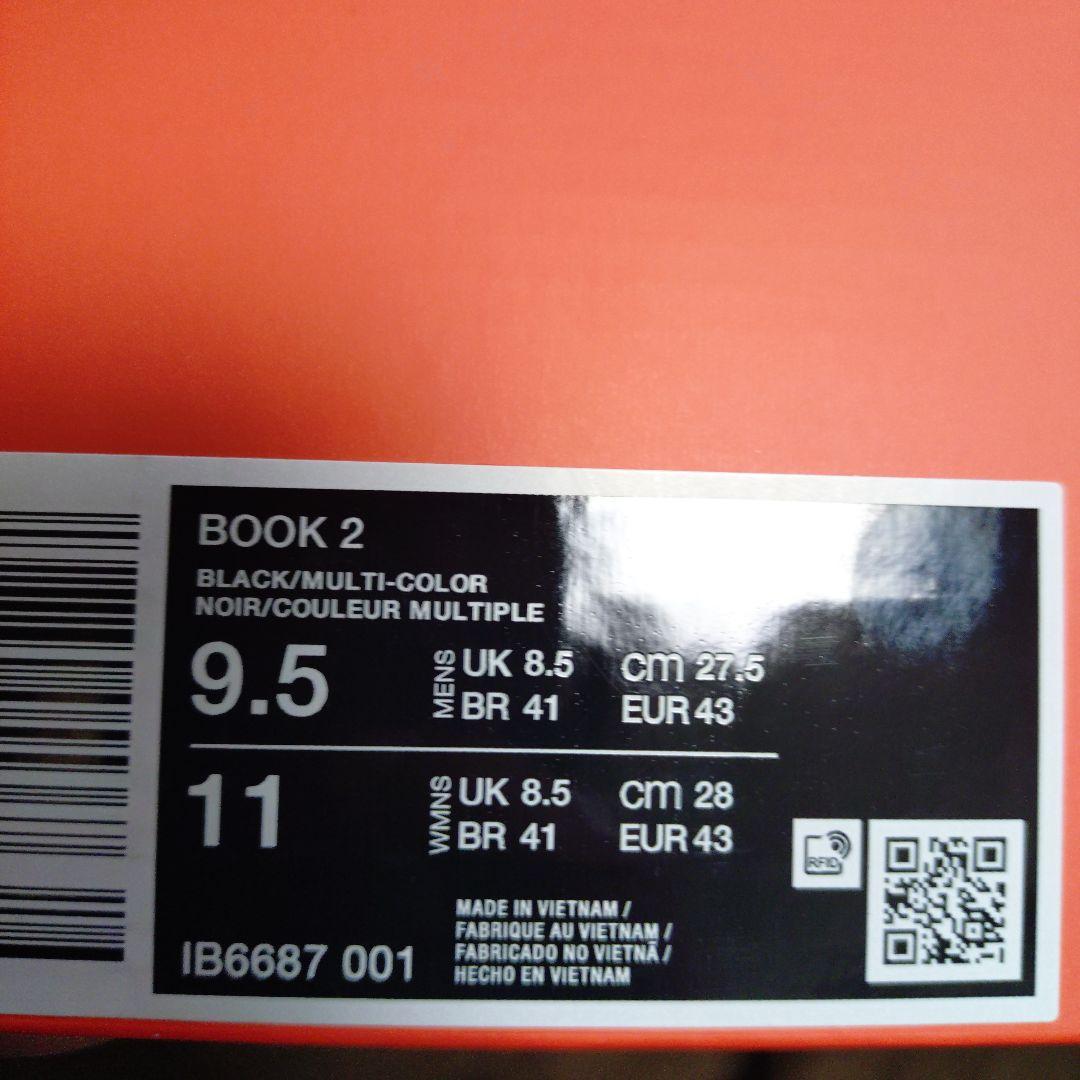 BOOK 2
BLACK/MULTI-COLOR
NOIR/COULEUR MULTIPLE
9.5 MENS UK 8.5 cm 27.5
BR 41 EUR 43
11 WMNS UK 8.5 cm 28
BR 41 EUR 43
RFID
MADE IN VIETNAM /
FABRIQUE AU VIETNAM /
FABRICADO NO VIETNÃ /
HECHO EN VIETNAM
IB6687 001